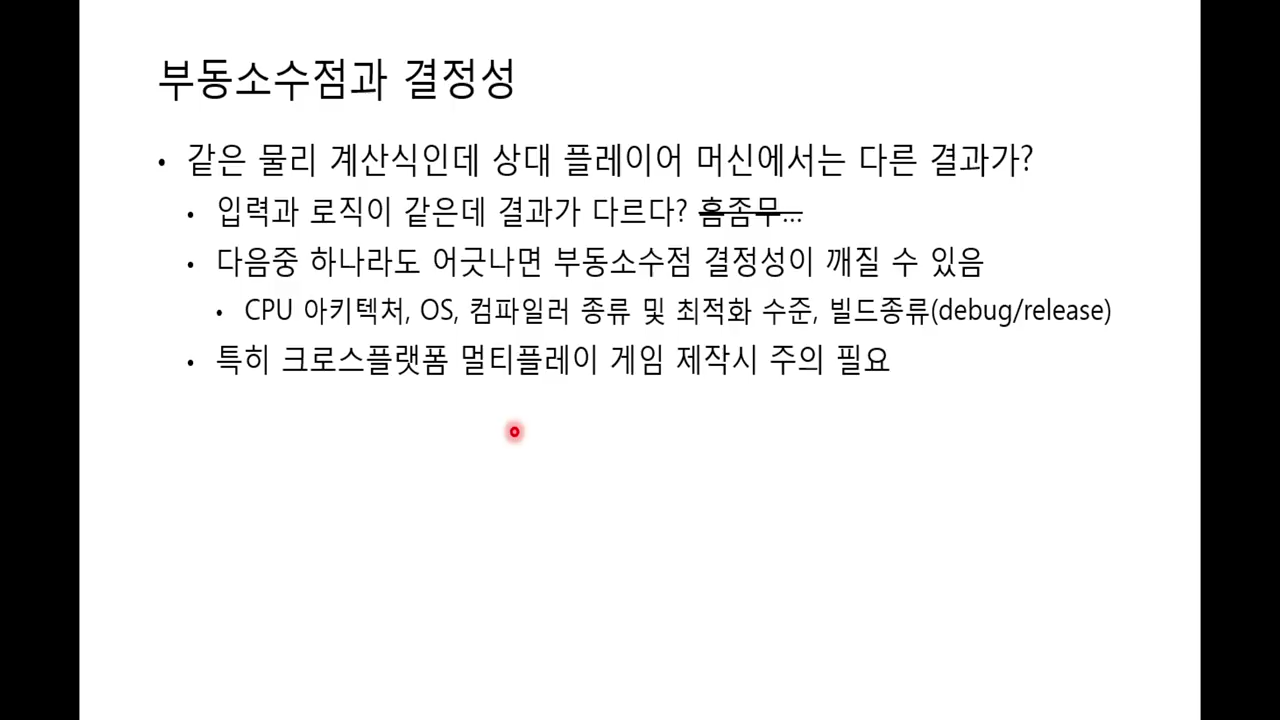 부동소수점과 결정성
• 같은 물리 계산식인데 상대 플레이어 머신에서는 다른 결과가?
• 입력과 로직이 같은데 결과가 다르다? 흠좀무...
• 다음중 하나라도 어긋나면 부동소수점 결정성이 깨질 수 있음
• CPU 아키텍처, OS, 컴파일러 종류 및 최적화 수준, 빌드종류(debug/release)
• 특히 크로스플랫폼 멀티플레이 게임 제작시 주의 필요